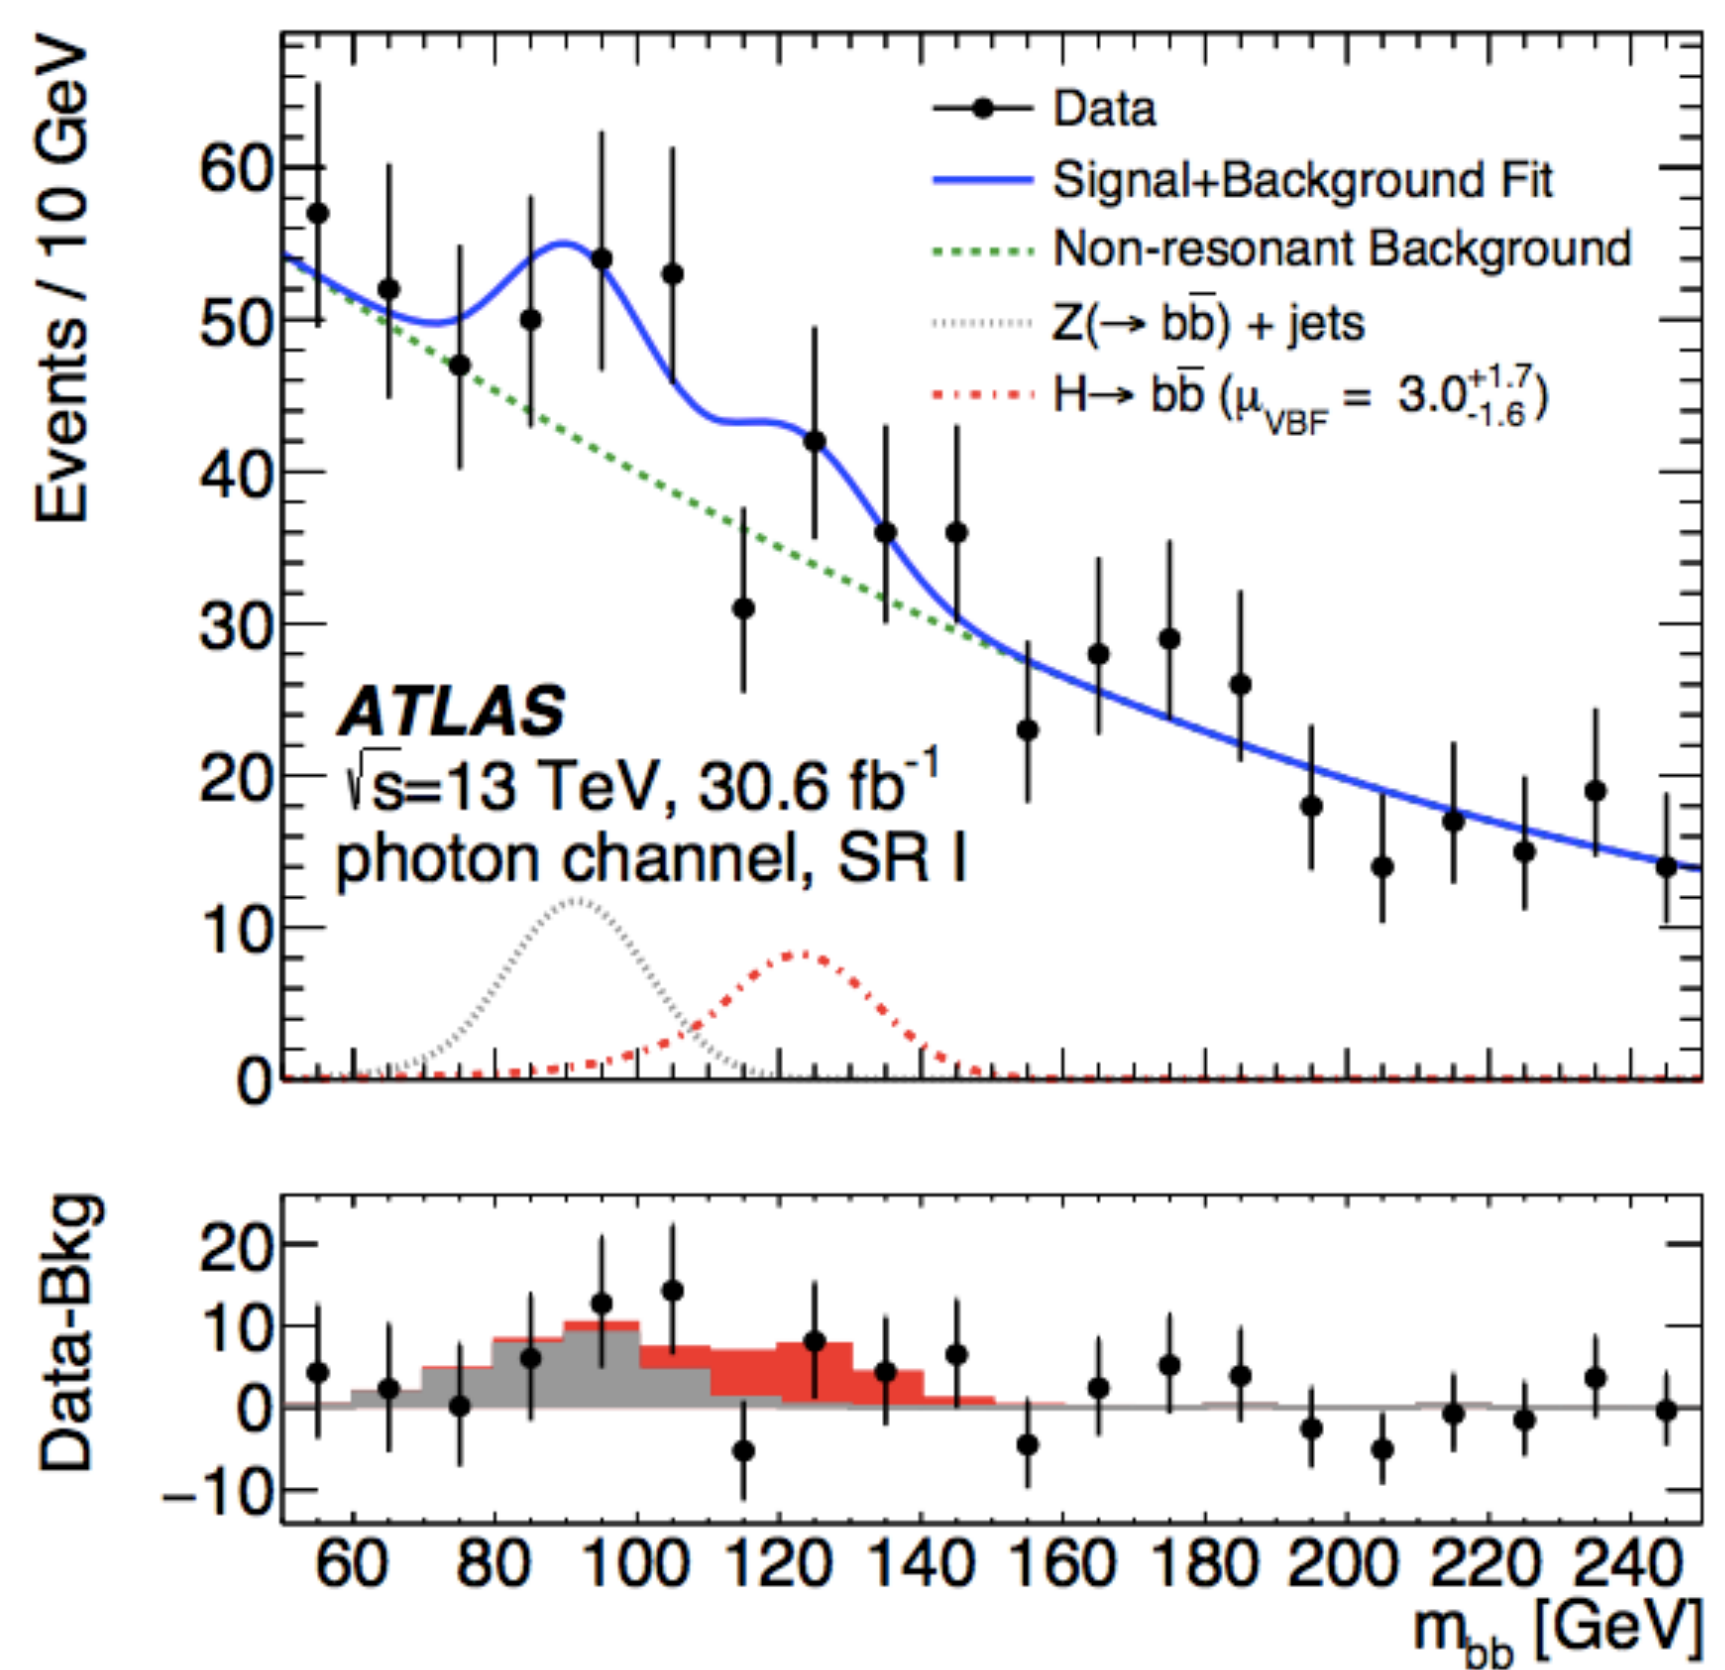 Events / 10 GeV
60
50
40
30
20
10
0
Data
Signal+Background Fit
Non-resonant Background
Z(→ bb̅) + jets
H→ bb̅ (μVBF = 3.0 +1.7 -1.6)
ATLAS
√s=13 TeV, 30.6 fb-1
photon channel, SR I
Data-Bkg
20
10
0
−10
60 80 100 120 140 160 180 200 220 240
mbb [GeV]